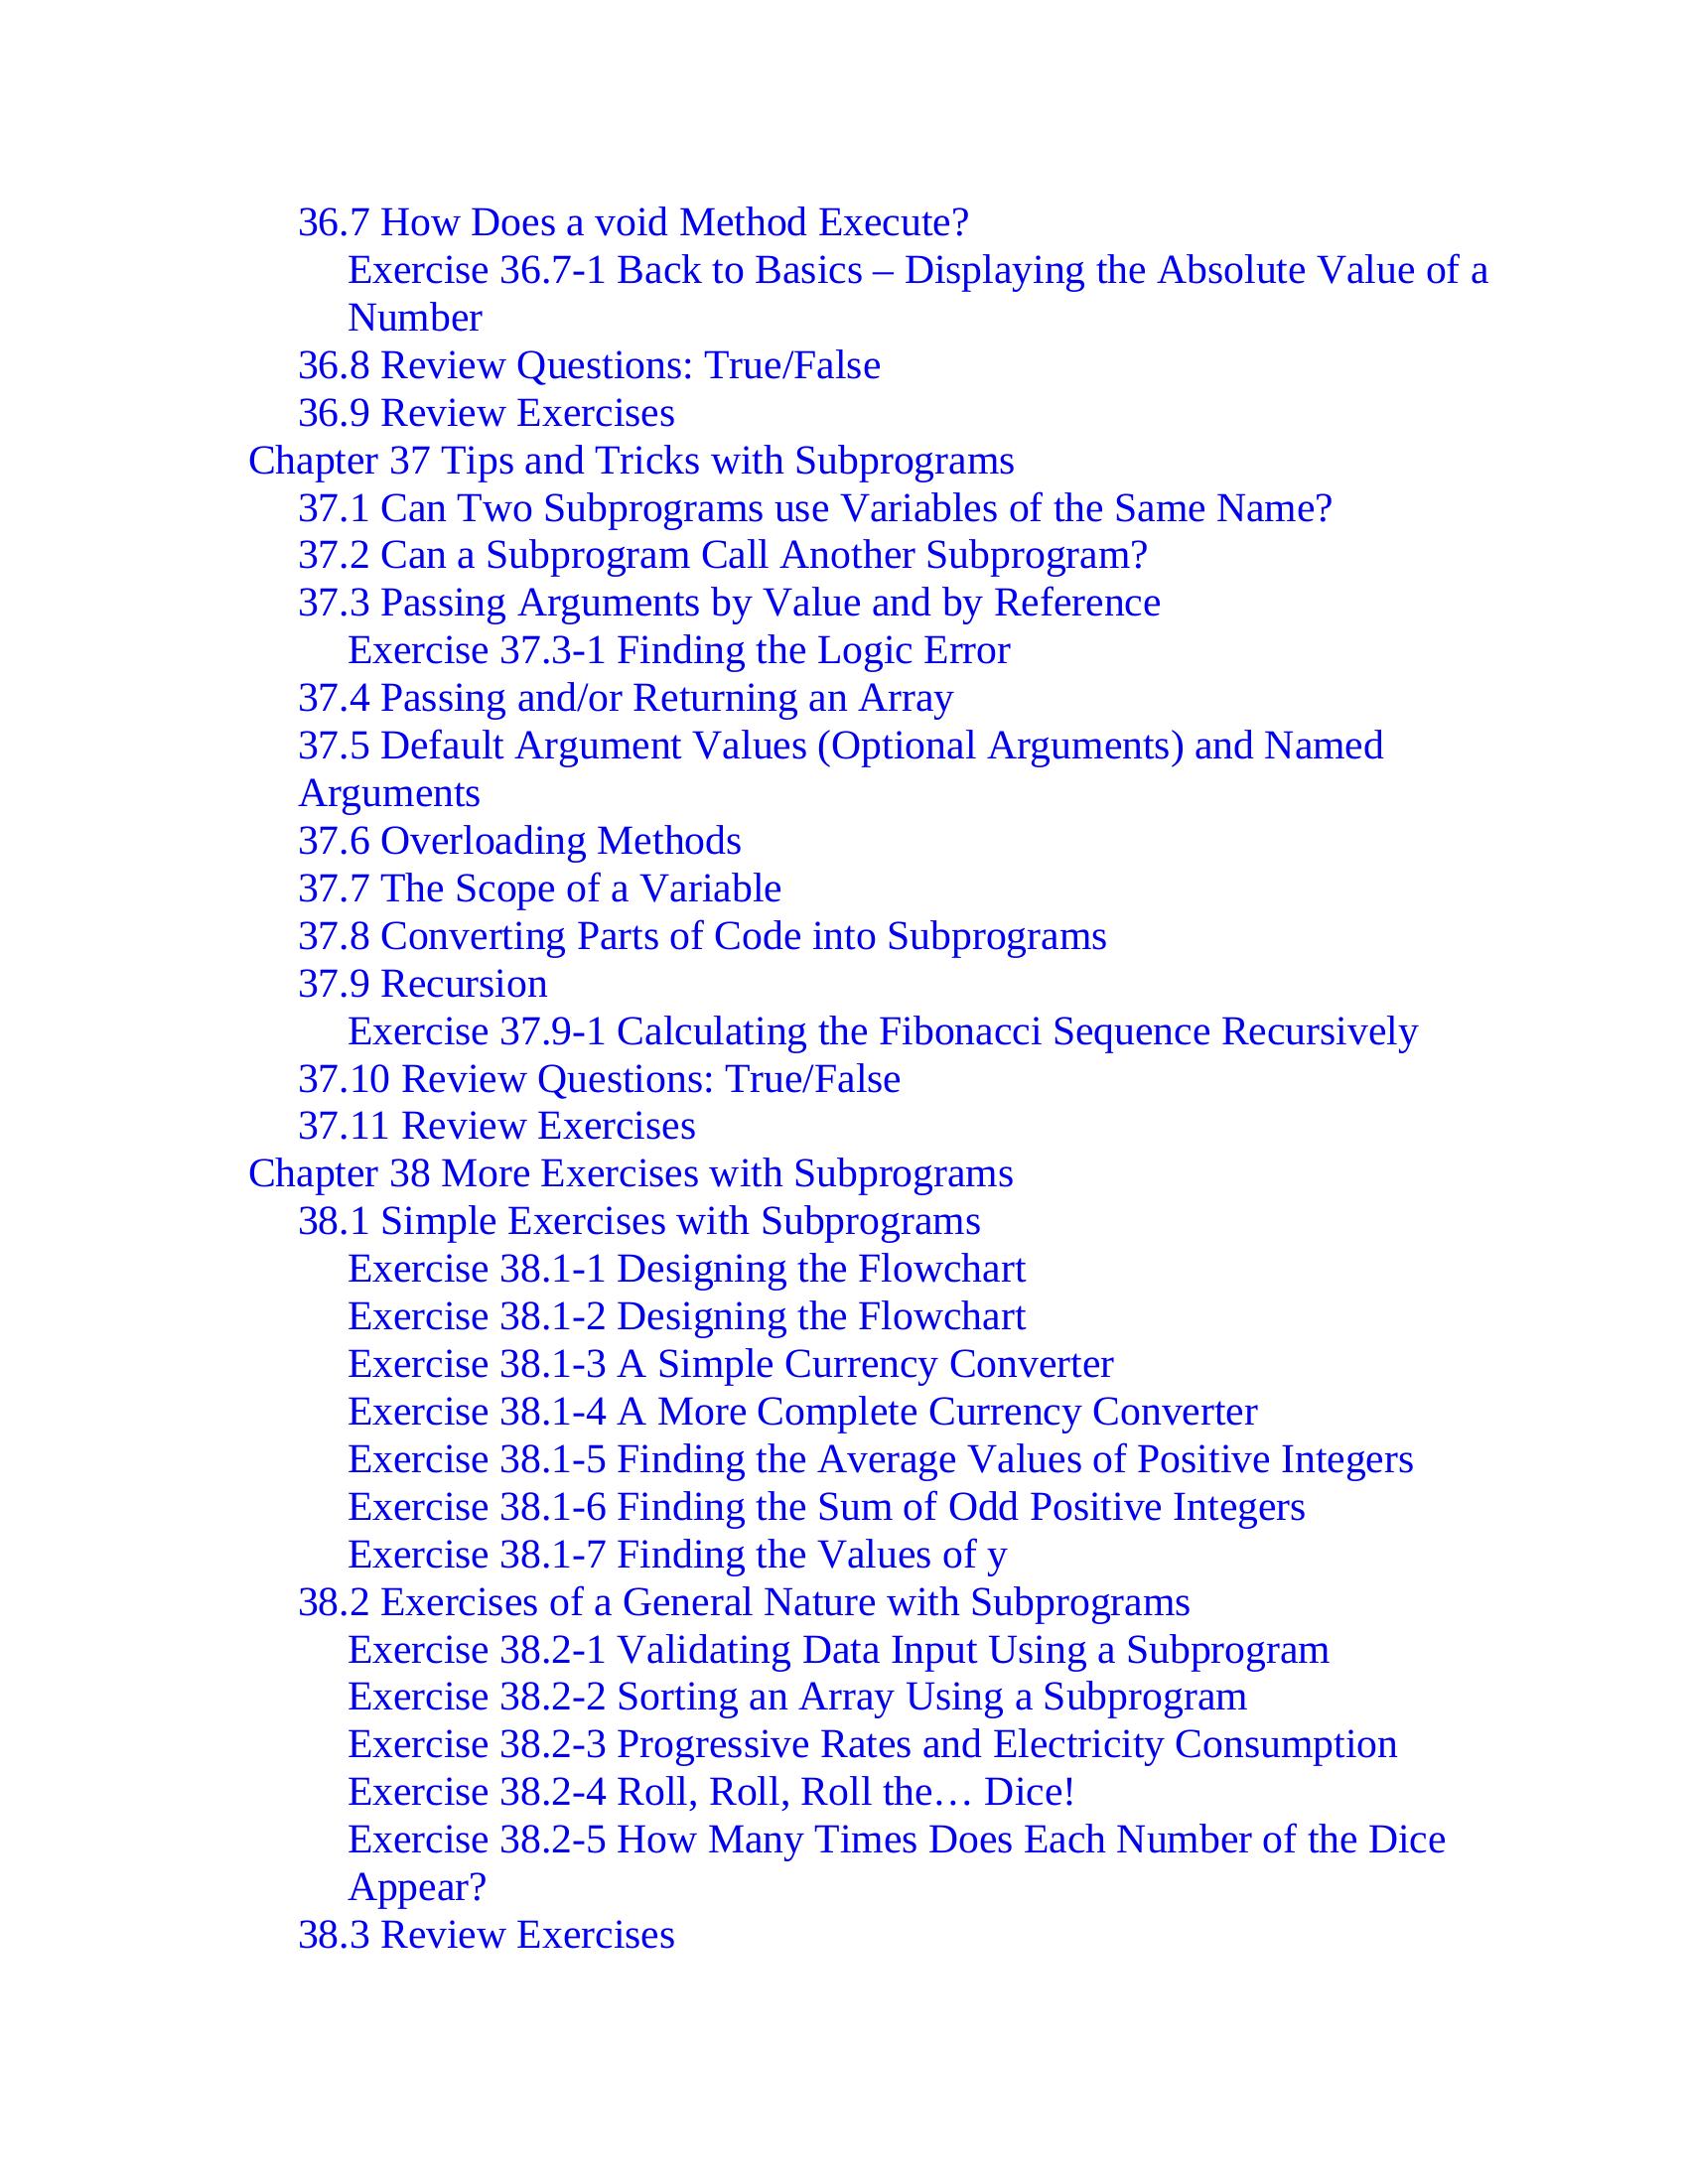 36.7 How Does a void Method Execute?
Exercise 36.7-1 Back to Basics – Displaying the Absolute Value of a
Number
36.8 Review Questions: True/False
36.9 Review Exercises
Chapter 37 Tips and Tricks with Subprograms
37.1 Can Two Subprograms use Variables of the Same Name?
37.2 Can a Subprogram Call Another Subprogram?
37.3 Passing Arguments by Value and by Reference
Exercise 37.3-1 Finding the Logic Error
37.4 Passing and/or Returning an Array
37.5 Default Argument Values (Optional Arguments) and Named
Arguments
37.6 Overloading Methods
37.7 The Scope of a Variable
37.8 Converting Parts of Code into Subprograms
37.9 Recursion
Exercise 37.9-1 Calculating the Fibonacci Sequence Recursively
37.10 Review Questions: True/False
37.11 Review Exercises
Chapter 38 More Exercises with Subprograms
38.1 Simple Exercises with Subprograms
Exercise 38.1-1 Designing the Flowchart
Exercise 38.1-2 Designing the Flowchart
Exercise 38.1-3 A Simple Currency Converter
Exercise 38.1-4 A More Complete Currency Converter
Exercise 38.1-5 Finding the Average Values of Positive Integers
Exercise 38.1-6 Finding the Sum of Odd Positive Integers
Exercise 38.1-7 Finding the Values of y
38.2 Exercises of a General Nature with Subprograms
Exercise 38.2-1 Validating Data Input Using a Subprogram
Exercise 38.2-2 Sorting an Array Using a Subprogram
Exercise 38.2-3 Progressive Rates and Electricity Consumption
Exercise 38.2-4 Roll, Roll, Roll the… Dice!
Exercise 38.2-5 How Many Times Does Each Number of the Dice
Appear?
38.3 Review Exercises